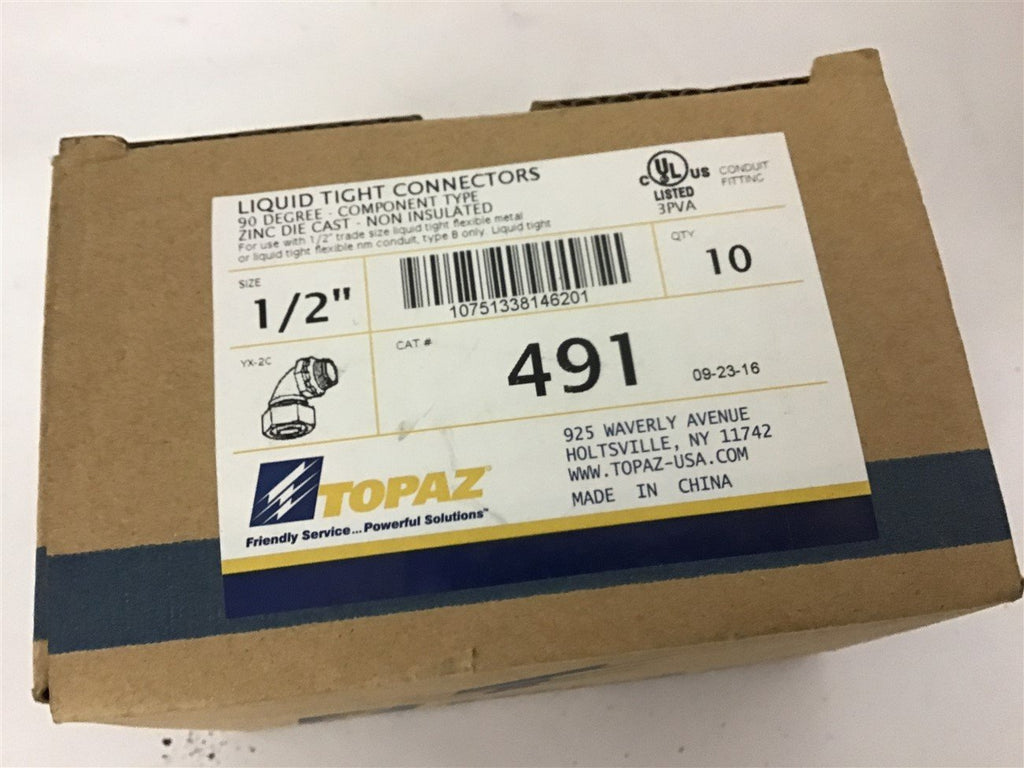 LIQUID TIGHT CONNECTORS
90 DEGREE - COMPONENT TYPE
ZINC DIE CAST - NON INSULATED
For use with 1/2" trade size liquid tight flexible metal
or liquid tight flexible nm conduit, type B only. Liquid tight
C UL US
LISTED
3PVA
CONDUIT
FITTING
SIZE
1/2"
10751338146201
QTY
10
YX-2C
CAT #
491
09-23-16
TOPAZ
Friendly Service...Powerful Solutions™
925 WAVERLY AVENUE
HOLTSVILLE, NY 11742
WWW.TOPAZ-USA.COM
MADE IN CHINA